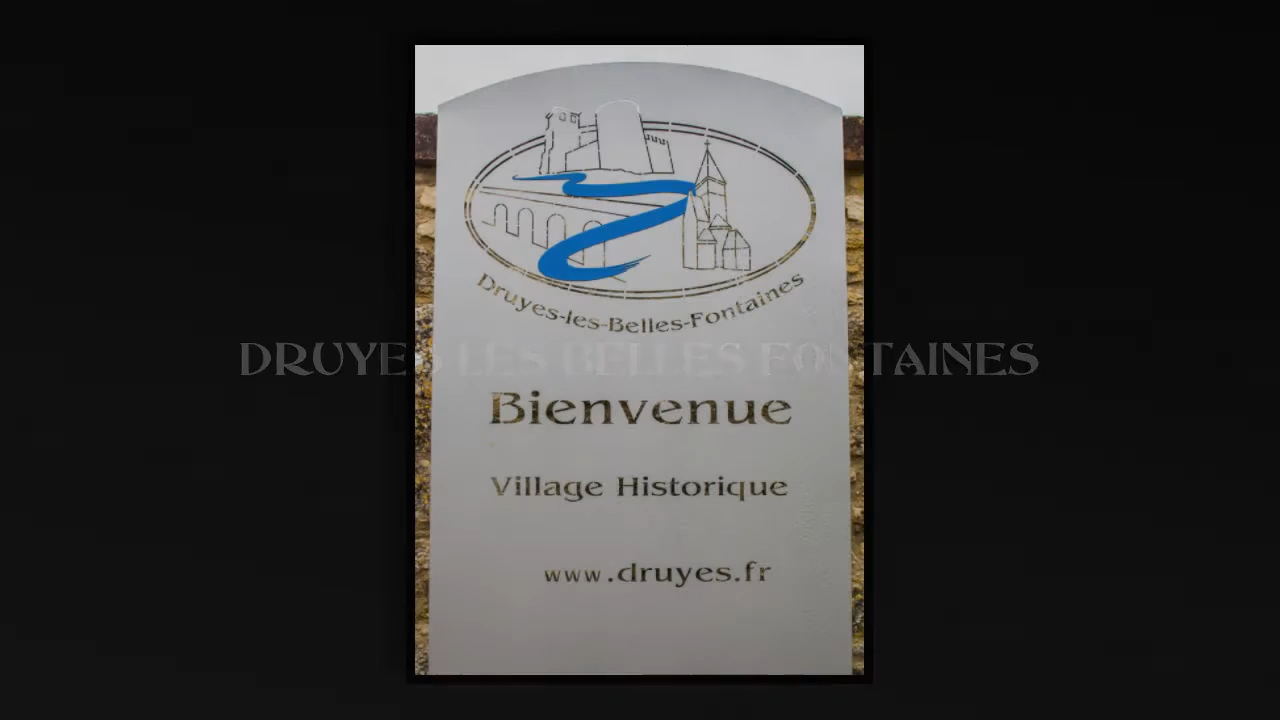 Druyes-les-Belles-Fontaines
DRUYES LES BELLES FONTAINES
Bienvenue
Village Historique
www.druyes.fr